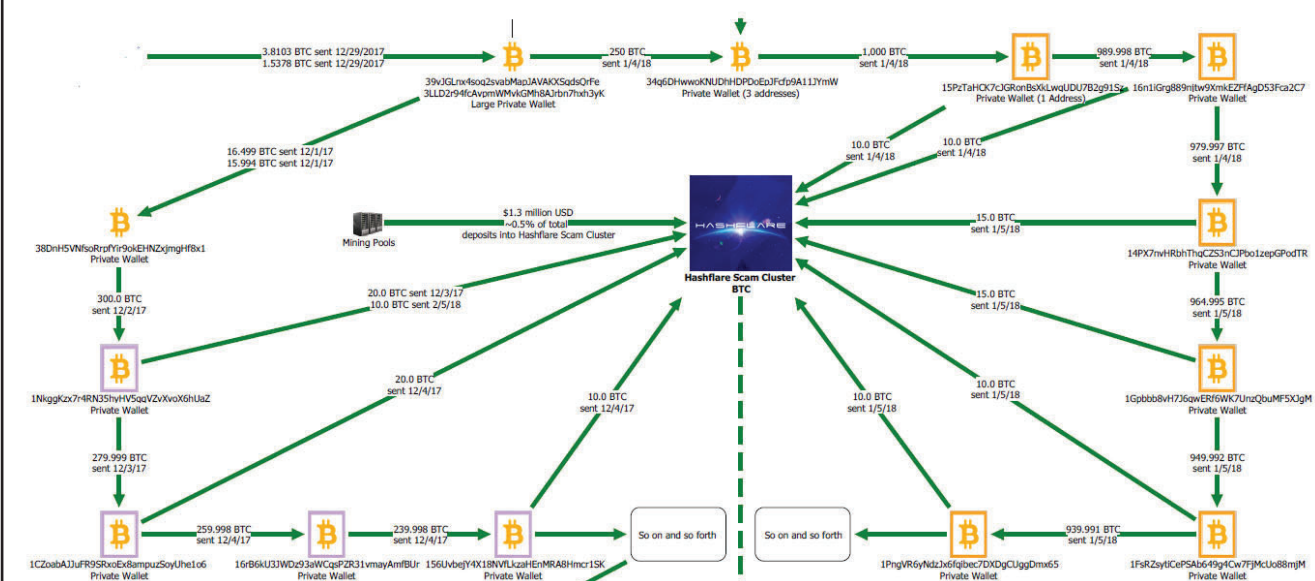 3.8103 BTC sent 12/29/2017
1.5378 BTC sent 12/29/2017
250 BTC
sent 1/4/18
1,000 BTC
sent 1/4/18
989.998 BTC
sent 1/4/18
39vJGLnx4soq2svabMapJAVAKXSqdsQrFe
3LLD2r94fcAvpmWMvkGMh8AJrbn7hxh3yK
Large Private Wallet
34q6DHwwoKNUDhHDPDoEpJFcfp9A11JYmW
Private Wallet (3 addresses)
15PzTaHCK7cJGRonBsXkLwqUDU7B2g91Sz
Private Wallet (1 Address)
16n1iGrg889njtw9XmkEZFfAgD53Fca2C7
Private Wallet
16.499 BTC sent 12/1/17
15.994 BTC sent 12/1/17
10.0 BTC
sent 1/4/18
10.0 BTC
sent 1/4/18
979.997 BTC
sent 1/4/18
38DnH5VNfsoRrpfYir9okEHNZxjmgHf8x1
Private Wallet
Mining Pools
$1.3 million USD
~0.5% of total
deposits into Hashflare Scam Cluster
HASHFLARE
Hashflare Scam Cluster
BTC
15.0 BTC
sent 1/5/18
14PX7nvHRbhThqCZS3nCJPbo1zepGPodTR
Private Wallet
300.0 BTC
sent 12/2/17
20.0 BTC sent 12/3/17
10.0 BTC sent 2/5/18
15.0 BTC
sent 1/5/18
964.995 BTC
sent 1/5/18
1NkggKzx7r4RN35hyHV5qqVZvXvoX6hUaZ
Private Wallet
20.0 BTC
sent 12/4/17
10.0 BTC
sent 12/4/17
10.0 BTC
sent 1/5/18
10.0 BTC
sent 1/5/18
1Gpbbb8vH7J6qwERf6WK7UnzQbuMF5XJgM
Private Wallet
279.999 BTC
sent 12/3/17
949.992 BTC
sent 1/5/18
259.998 BTC
sent 12/4/17
239.998 BTC
sent 12/4/17
So on and so forth
So on and so forth
939.991 BTC
sent 1/5/18
1CZoabAJJuFR9SRxoEx8ampuzSoyUhe1o6
Private Wallet
16rB6kU3JWDz93aWCqsPZR31vmayAmfBUr
Private Wallet
156UvbejY4X18NVfLkzaHEnMRA8Hmcr1SK
Private Wallet
1PngVR6yNdzJx6fqibec7DXDgCUggDmx65
Private Wallet
1FsRZsytiCePSAb649g4Cw7FjMcUo88mjM
Private Wallet